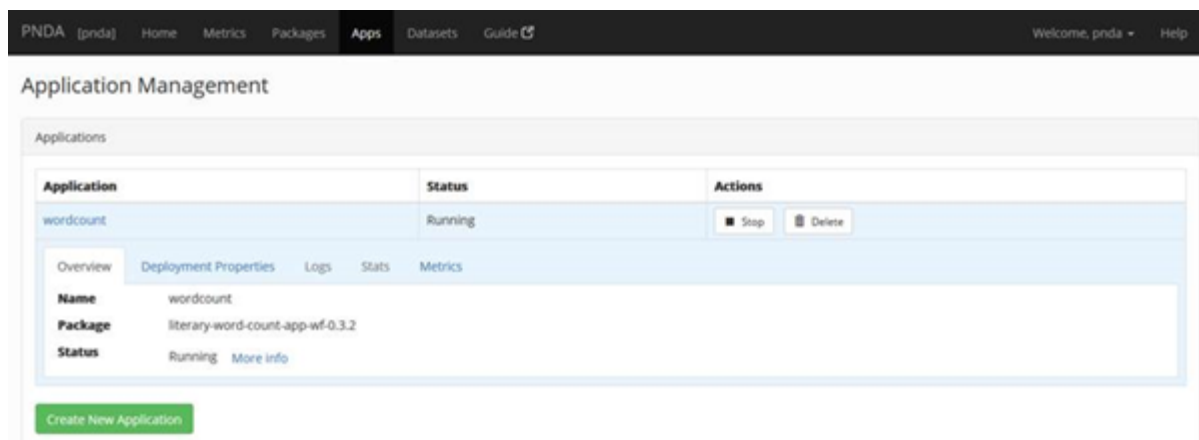 PNDA [pnda] Home Metrics Packages Apps Datasets Guide Welcome, pnda Help
Application Management
Applications
Application Status Actions
wordcount Running Stop Delete
Overview Deployment Properties Logs Stats Metrics
Name wordcount
Package literary-word-count-app-wf-0.3.2
Status Running More info
Create New Application